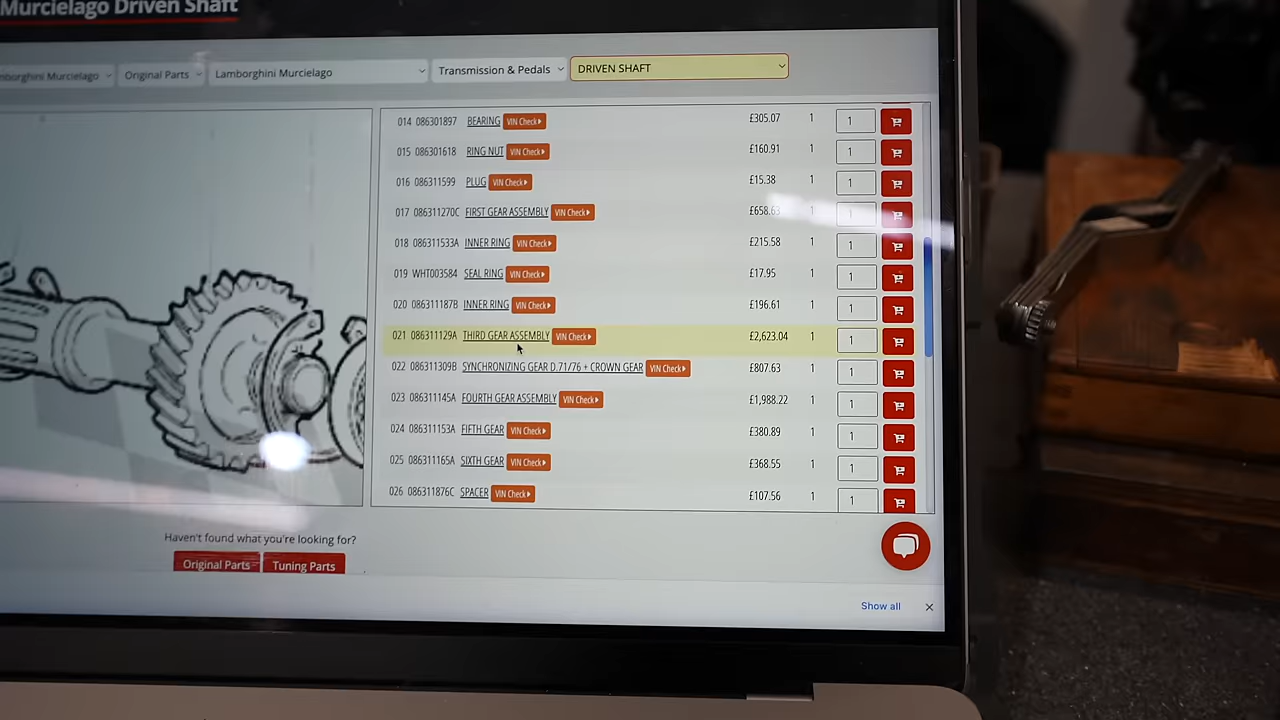 Murcielago Driven Shaft
Lamborghini Murcielago Original Parts Lamborghini Murcielago Transmission & Pedals DRIVEN SHAFT
014 086301897 BEARING VIN Check £305.07 1 1
015 086301618 RING NUT VIN Check £160.91 1 1
016 086311599 PLUG VIN Check £15.38 1 1
017 086311270C FIRST GEAR ASSEMBLY VIN Check £658.63 1 1
018 086311533A INNER RING VIN Check £215.58 1 1
019 WHT003584 SEAL RING VIN Check £17.95 1 1
020 086311187B INNER RING VIN Check £196.61 1 1
021 086311129A THIRD GEAR ASSEMBLY VIN Check £2,623.04 1 1
022 086311309B SYNCHRONIZING GEAR D.71/76 + CROWN GEAR VIN Check £807.63 1 1
023 086311145A FOURTH GEAR ASSEMBLY VIN Check £1,988.22 1 1
024 086311153A FIFTH GEAR VIN Check £380.89 1 1
025 086311165A SIXTH GEAR VIN Check £368.55 1 1
026 086311876C SPACER VIN Check £107.56 1 1
Haven't found what you're looking for?
Original Parts Tuning Parts
Show all